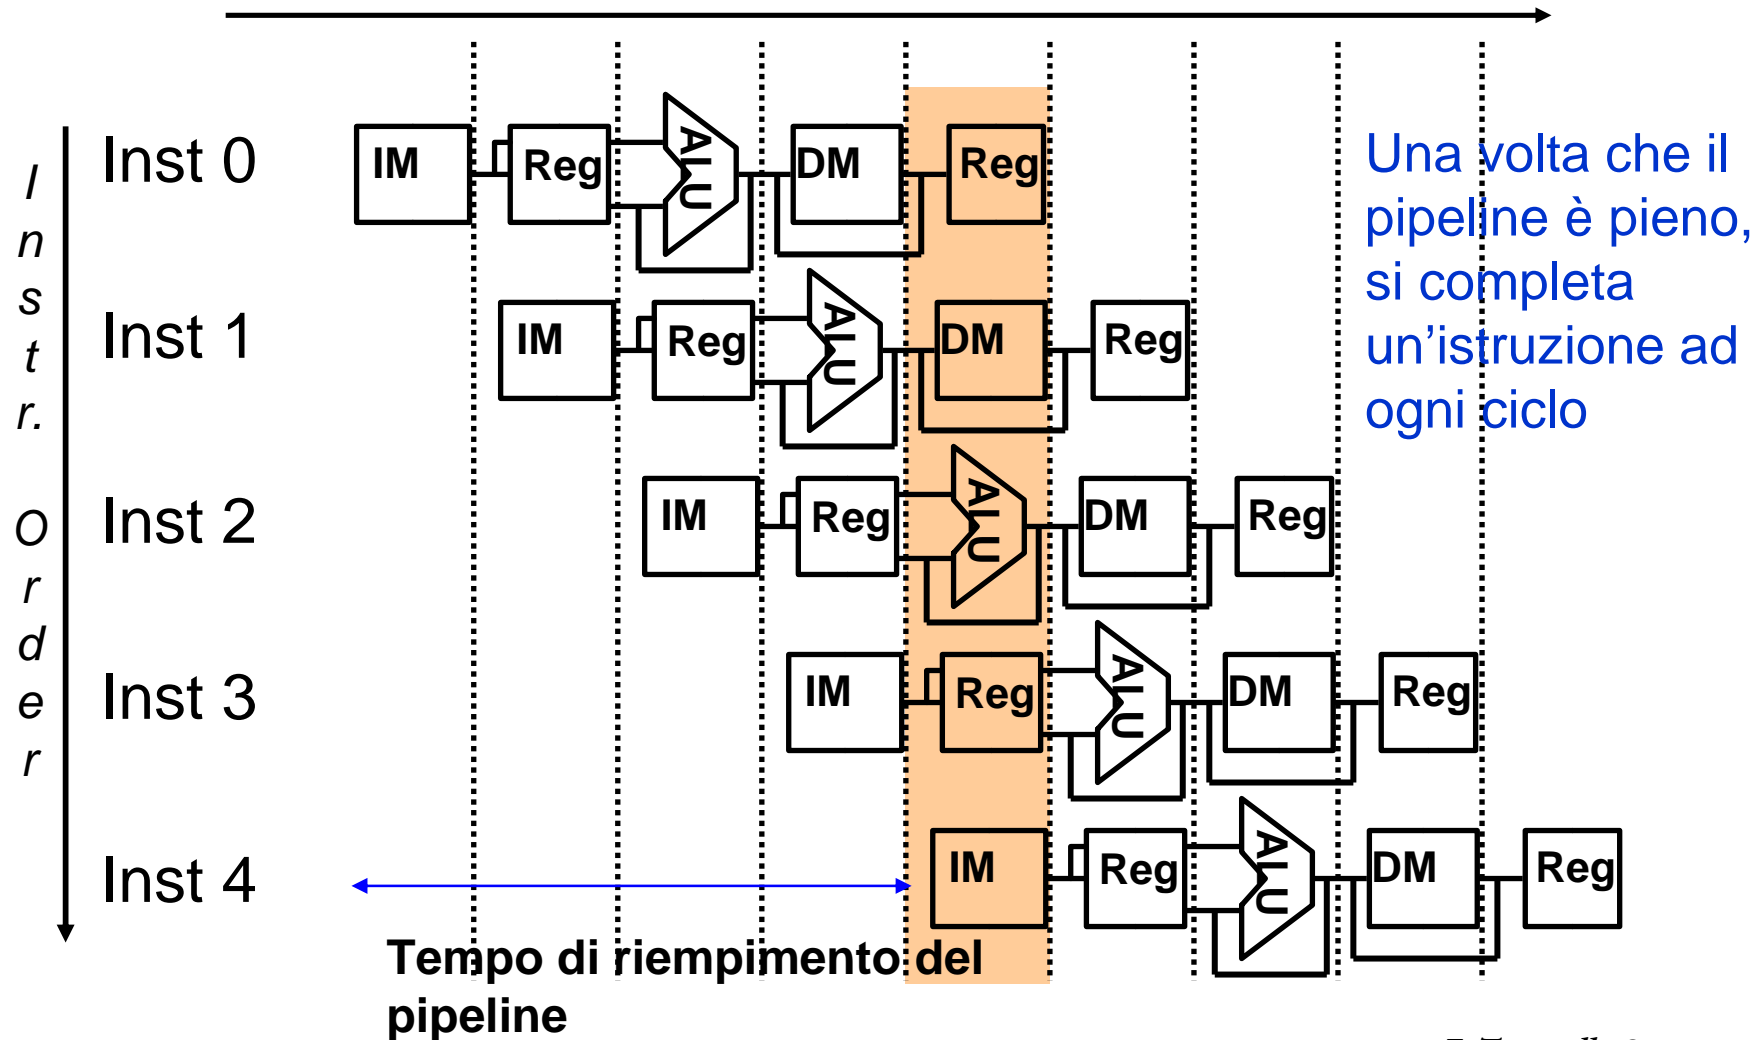 Instr.
Order
Inst 0
IM Reg ALU DM Reg
Una volta che il
pipeline è pieno,
si completa
un'istruzione ad
ogni ciclo
Inst 1
IM Reg ALU DM Reg
Inst 2
IM Reg ALU DM Reg
Inst 3
IM Reg ALU DM Reg
Inst 4
IM Reg ALU DM Reg
Tempo di riempimento del
pipeline